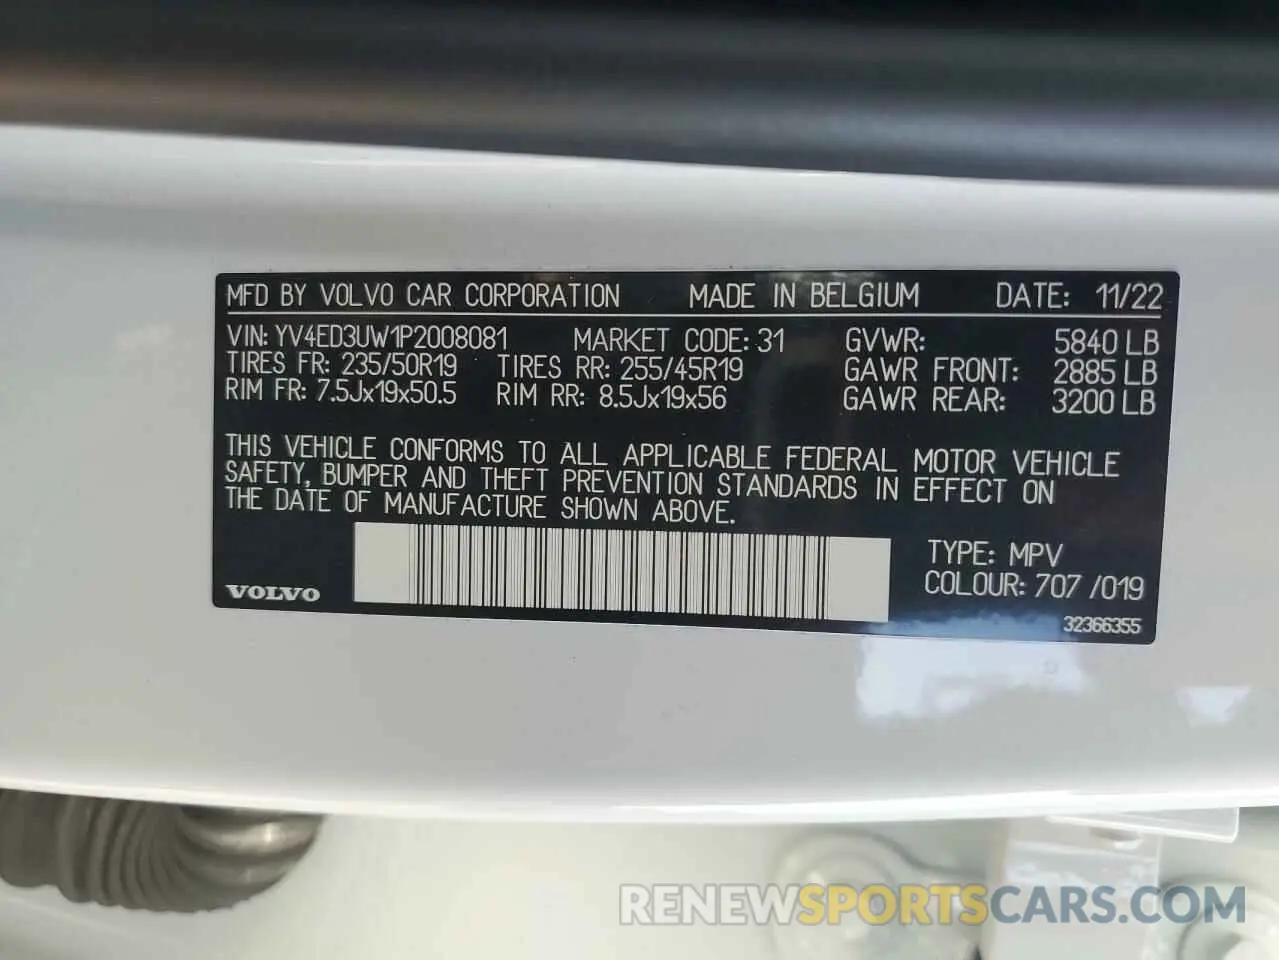 MFD BY VOLVO CAR CORPORATION MADE IN BELGIUM DATE: 11/22
VIN: YV4ED3UW1P2008081 MARKET CODE: 31 GVWR: 5840 LB
TIRES FR: 235/50R19 TIRES RR: 255/45R19 GAWR FRONT: 2885 LB
RIM FR: 7.5Jx19x50.5 RIM RR: 8.5Jx19x56 GAWR REAR: 3200 LB
THIS VEHICLE CONFORMS TO ALL APPLICABLE FEDERAL MOTOR VEHICLE
SAFETY, BUMPER AND THEFT PREVENTION STANDARDS IN EFFECT ON
THE DATE OF MANUFACTURE SHOWN ABOVE.
TYPE: MPV
COLOUR: 707 /019
VOLVO
32366355
RENEWSPORTSCARS.COM